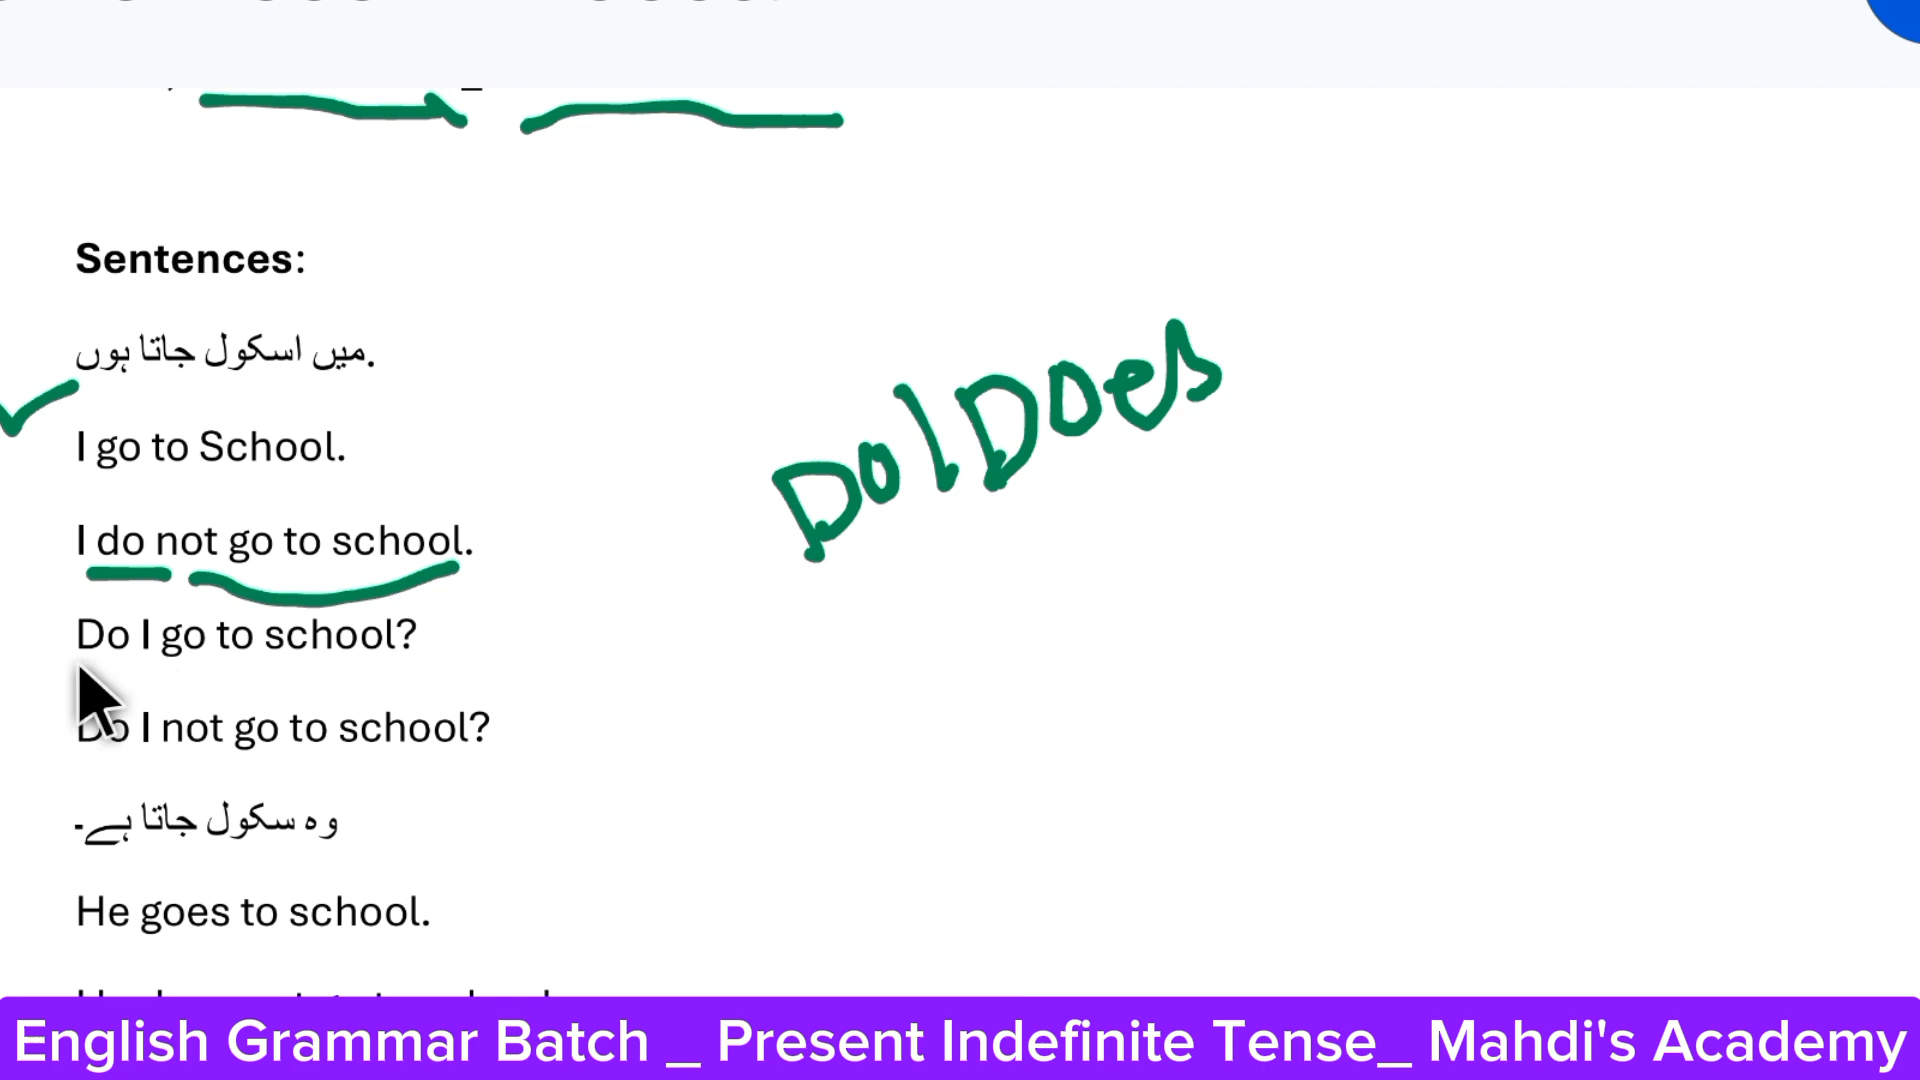 Sentences:
میں اسکول جاتا ہوں.
I go to School.
Do/Does
I do not go to school.
Do I go to school?
Do I not go to school?
وہ سکول جاتا ہے۔
He goes to school.
English Grammar Batch _ Present Indefinite Tense_ Mahdi's Academy